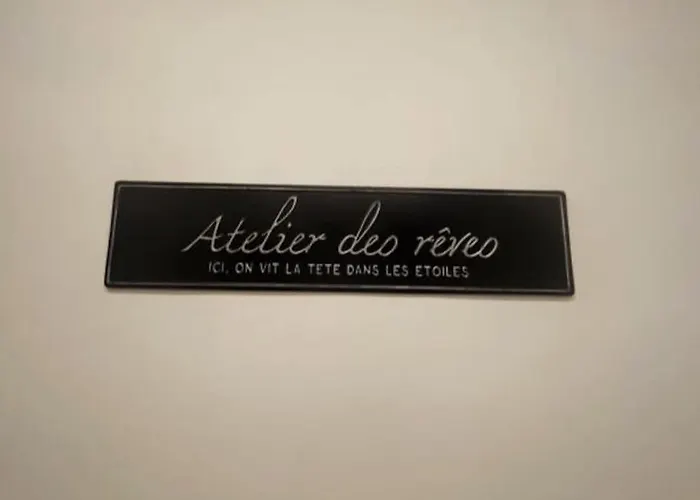 Atelier des rêves
ICI, ON VIT LA TETE DANS LES ETOILES